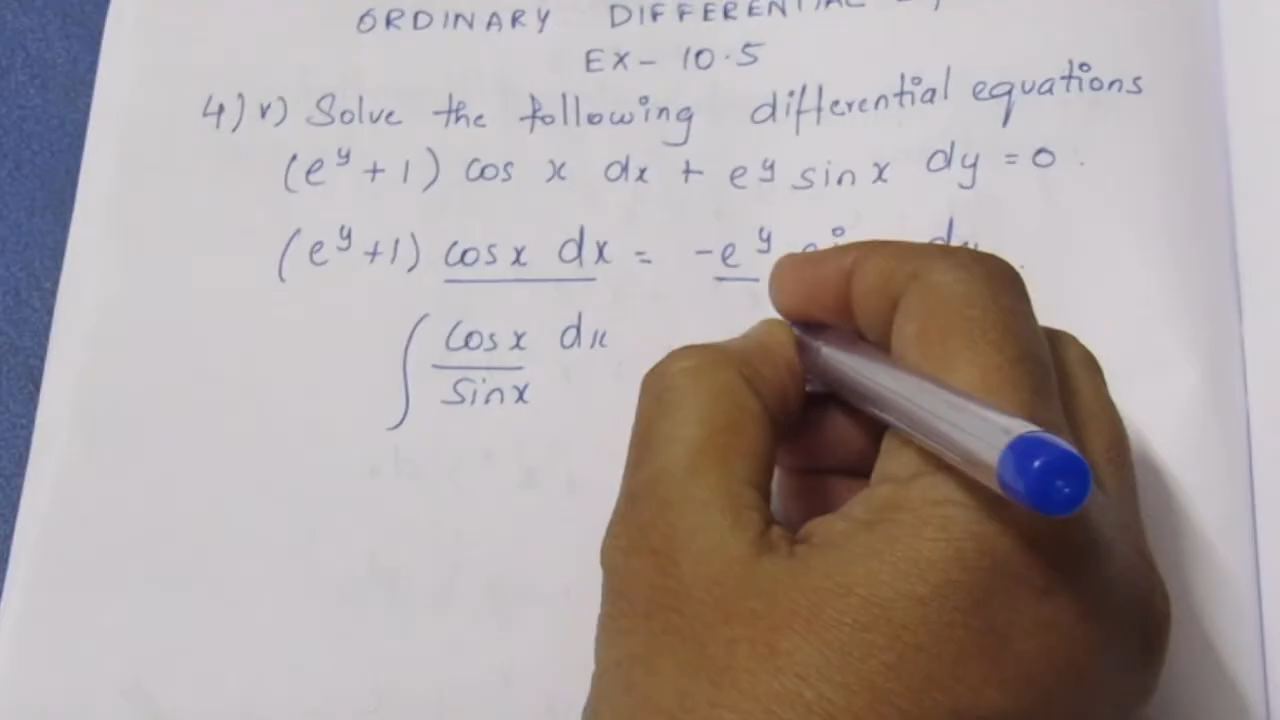 ORDINARY DIFFERENTIAL
EX- 10.5
4) v) Solve the following differential equations
(e^y + 1) cos x dx + e^y sin x dy = 0.
(e^y + 1) cos x dx = -e^y
∫ cos x dx
sin x